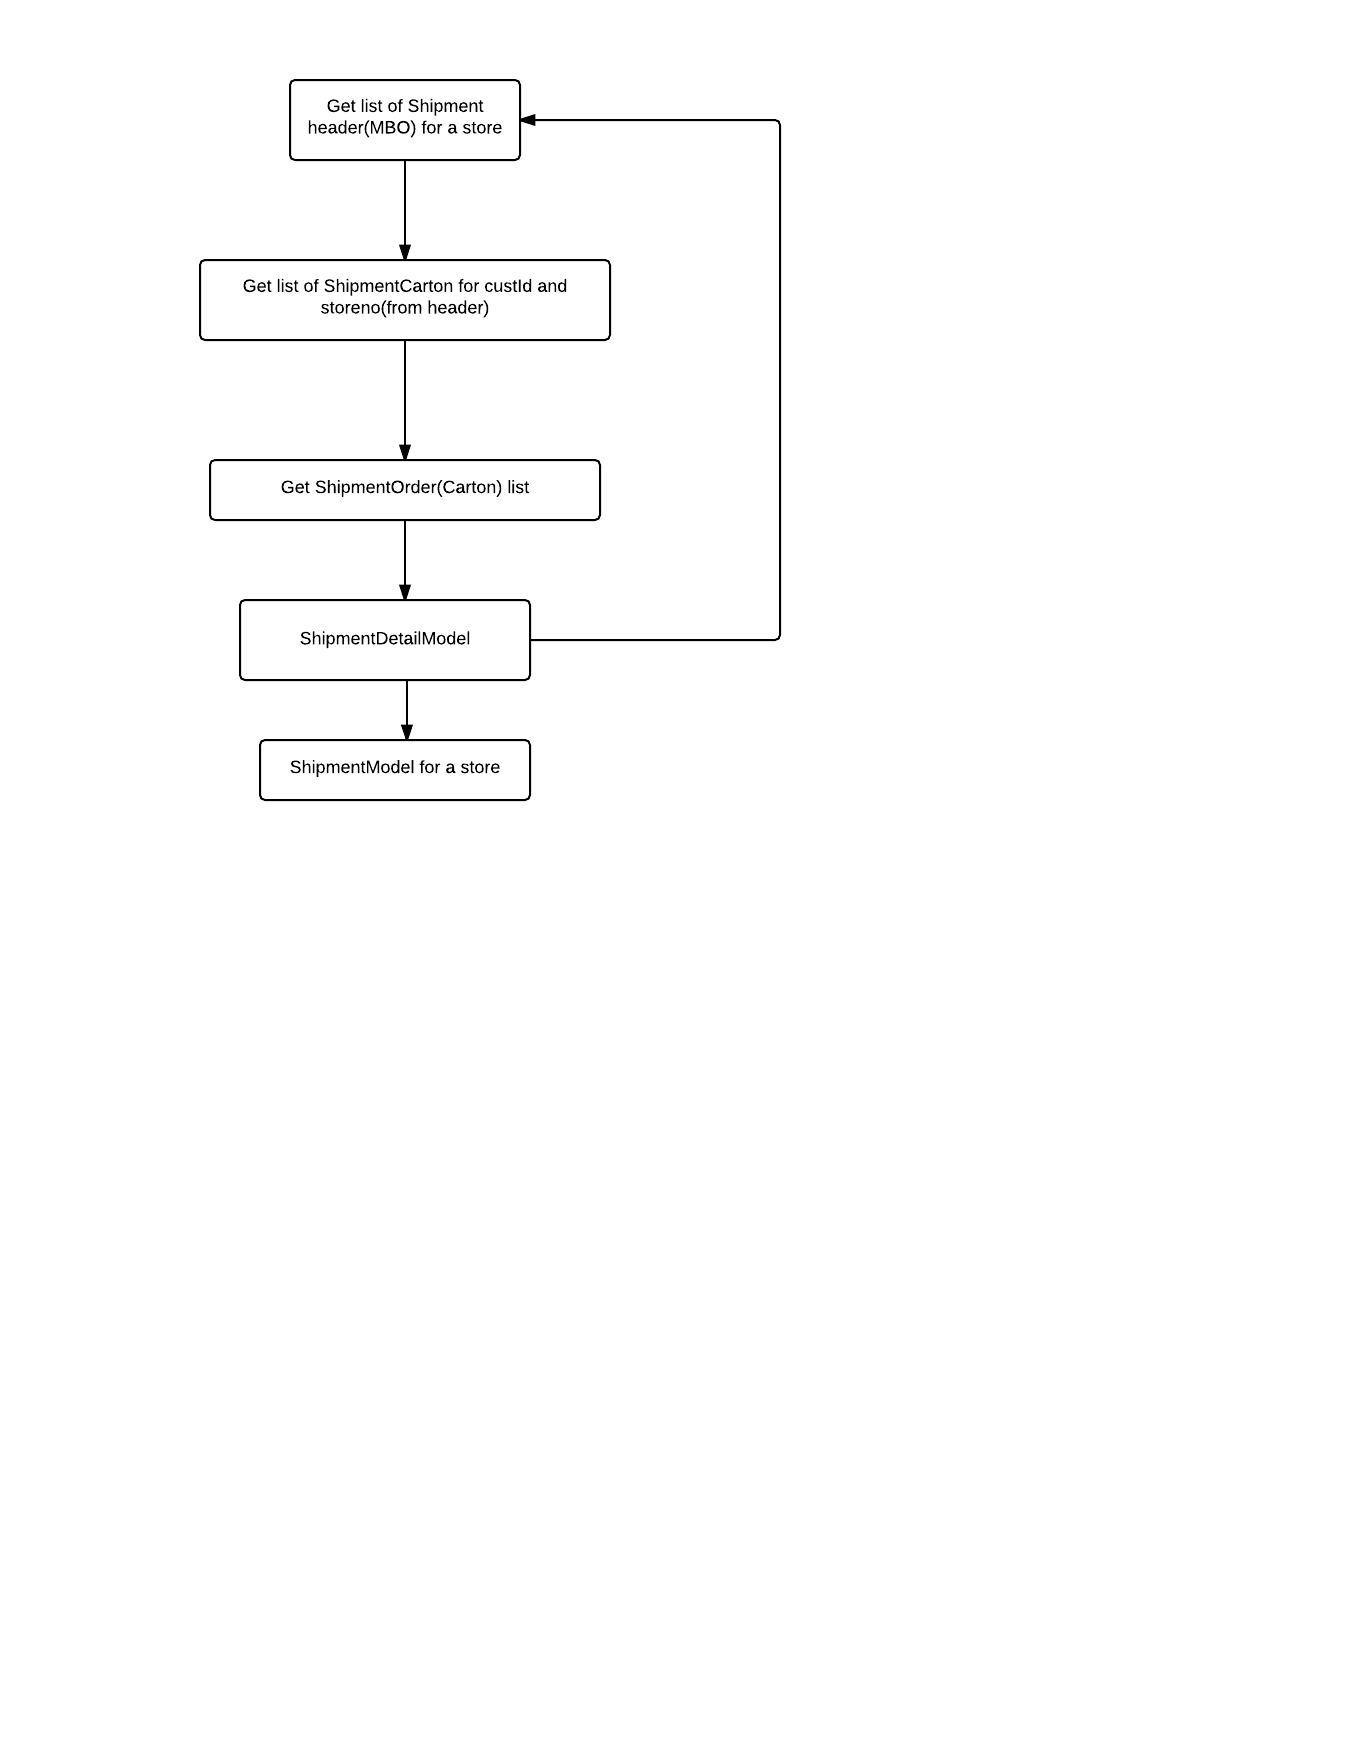 Get list of Shipment
header(MBO) for a store
Get list of ShipmentCarton for custId and
storeno(from header)
Get ShipmentOrder(Carton) list
ShipmentDetailModel
ShipmentModel for a store